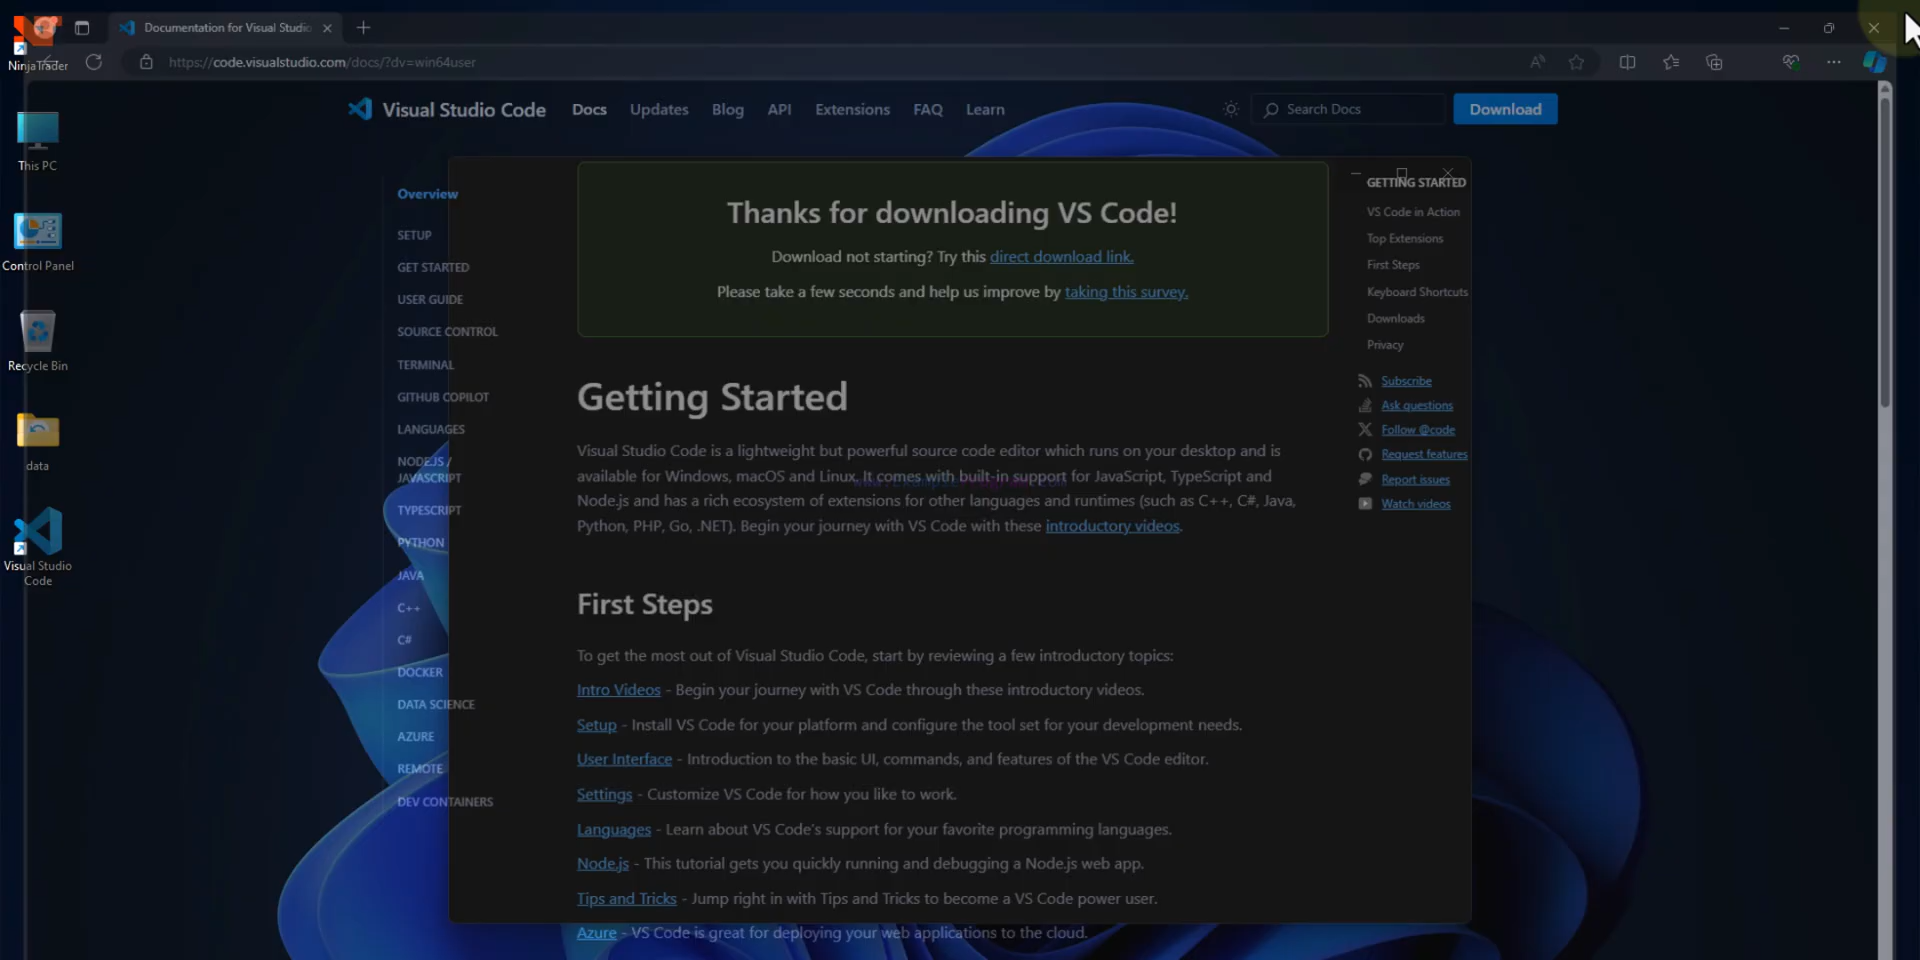 Documentation for Visual Studio
NinjaTrader
https://code.visualstudio.com/docs/?dv=win64user
Visual Studio Code
Docs
Updates
Blog
API
Extensions
FAQ
Learn
Search Docs
Download
This PC
Control Panel
Recycle Bin
data
Visual Studio
Code
Overview
SETUP
GET STARTED
USER GUIDE
SOURCE CONTROL
TERMINAL
GITHUB COPILOT
LANGUAGES
NODE.JS /
JAVASCRIPT
TYPESCRIPT
PYTHON
JAVA
C++
C#
DOCKER
DATA SCIENCE
AZURE
REMOTE
DEV CONTAINERS
Thanks for downloading VS Code!
Download not starting? Try this direct download link.
Please take a few seconds and help us improve by taking this survey.
Getting Started
Visual Studio Code is a lightweight but powerful source code editor which runs on your desktop and is
available for Windows, macOS and Linux. It comes with built-in support for JavaScript, TypeScript and
Node.js and has a rich ecosystem of extensions for other languages and runtimes (such as C++, C#, Java,
Python, PHP, Go, .NET). Begin your journey with VS Code with these introductory videos.
First Steps
To get the most out of Visual Studio Code, start by reviewing a few introductory topics:
Intro Videos - Begin your journey with VS Code through these introductory videos.
Setup - Install VS Code for your platform and configure the tool set for your development needs.
User Interface - Introduction to the basic UI, commands, and features of the VS Code editor.
Settings - Customize VS Code for how you like to work.
Languages - Learn about VS Code's support for your favorite programming languages.
Node.js - This tutorial gets you quickly running and debugging a Node.js web app.
Tips and Tricks - Jump right in with Tips and Tricks to become a VS Code power user.
Azure - VS Code is great for deploying your web applications to the cloud.
GETTING STARTED
VS Code in Action
Top Extensions
First Steps
Keyboard Shortcuts
Downloads
Privacy
Subscribe
Ask questions
Follow @code
Request features
Report issues
Watch videos